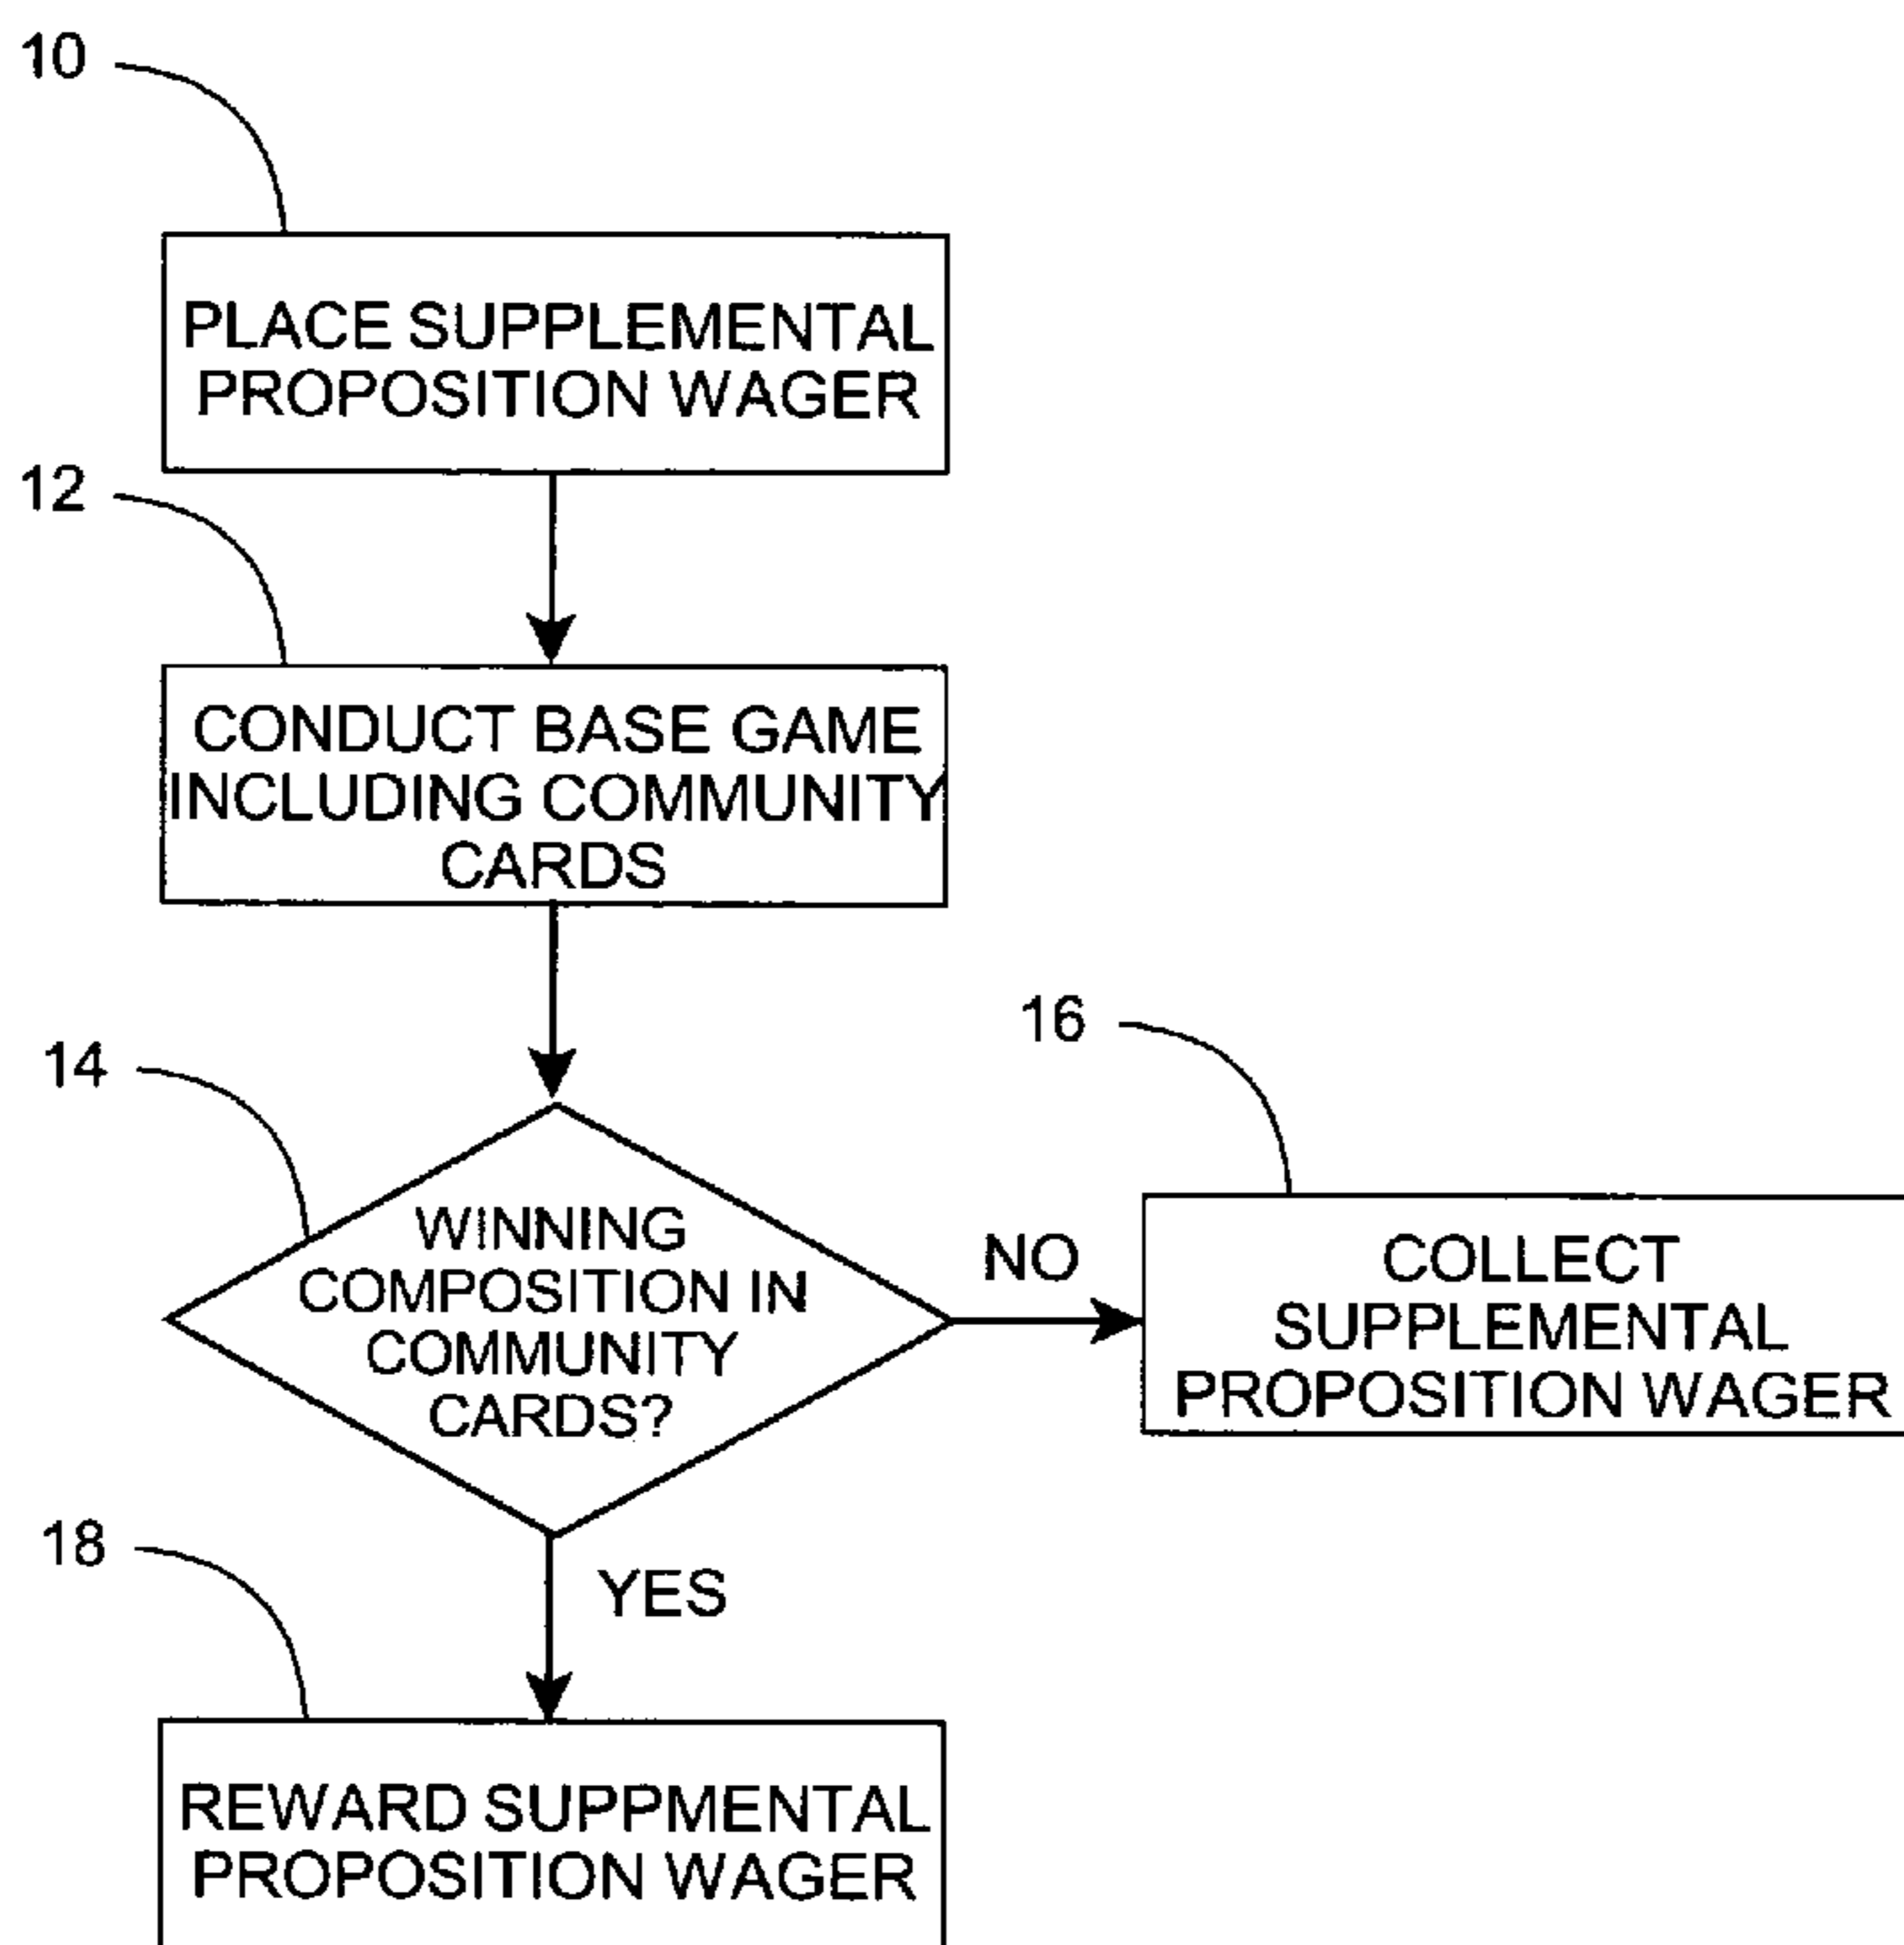 10
PLACE SUPPLEMENTAL
PROPOSITION WAGER
12
CONDUCT BASE GAME
INCLUDING COMMUNITY
CARDS
14
WINNING
COMPOSITION IN
COMMUNITY
CARDS?
NO
16
COLLECT
SUPPLEMENTAL
PROPOSITION WAGER
YES
18
REWARD SUPPMENTAL
PROPOSITION WAGER